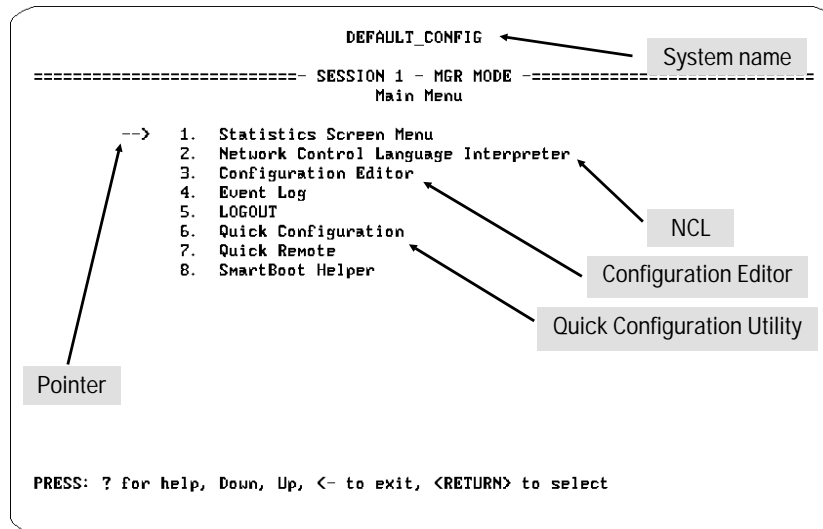 DEFAULT_CONFIG
System name
==========================- SESSION 1 - MGR MODE -============================
Main Menu
--> 1. Statistics Screen Menu
2. Network Control Language Interpreter
3. Configuration Editor
4. Event Log
5. LOGOUT
6. Quick Configuration
7. Quick Remote
8. SmartBoot Helper
NCL
Configuration Editor
Quick Configuration Utility
Pointer
PRESS: ? for help, Down, Up, <- to exit, <RETURN> to select